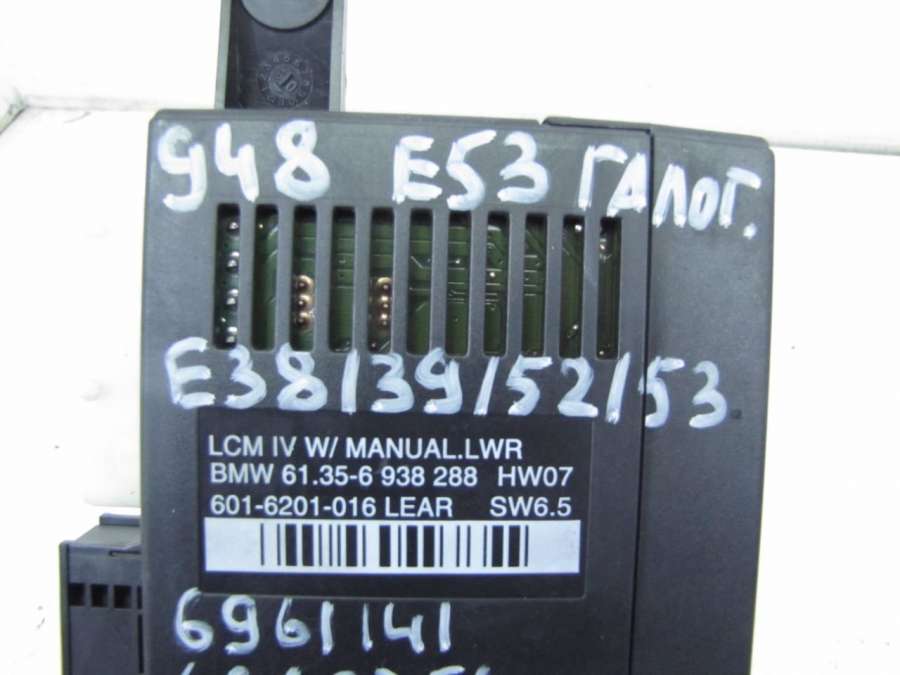 948 E53 ГАЛОГ.
E38/39/52/53
LCM IV W/ MANUAL.LWR
BMW 61.35-6 938 288 HW07
601-6201-016 LEAR SW6.5
6961141